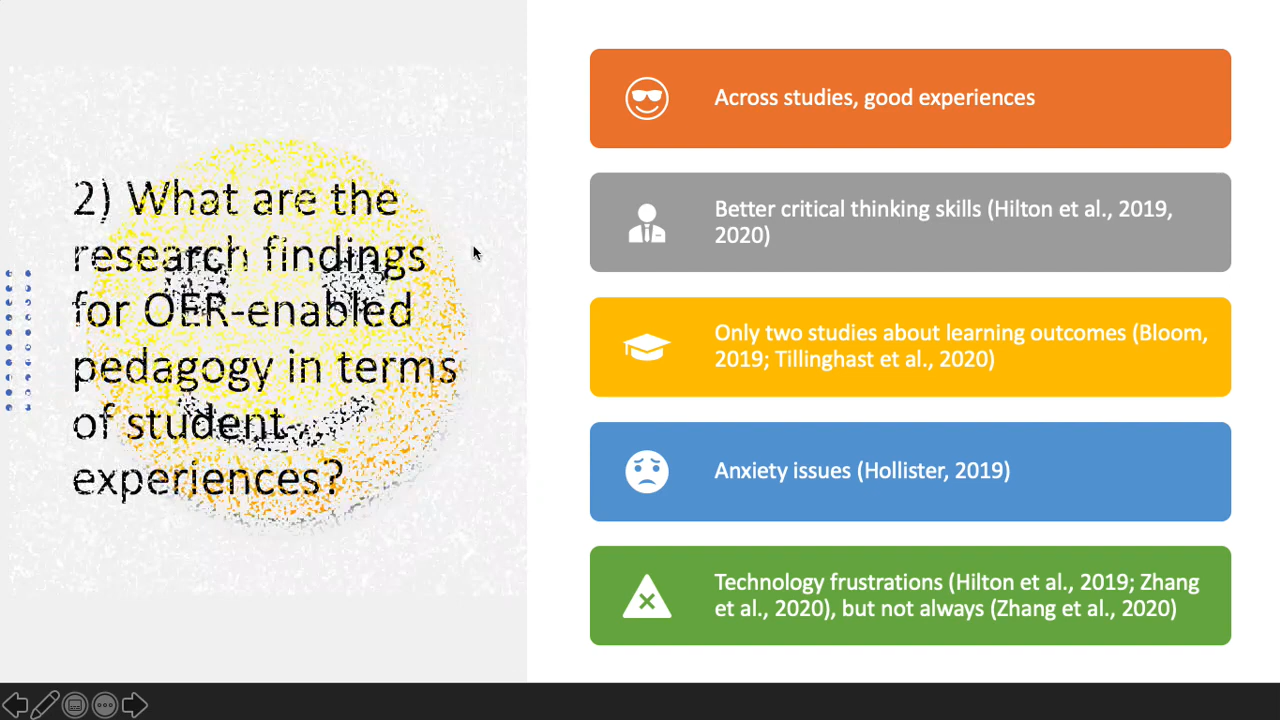 2) What are the
research findings
for OER-enabled
pedagogy in terms
of student
experiences?
Across studies, good experiences
Better critical thinking skills (Hilton et al., 2019,
2020)
Only two studies about learning outcomes (Bloom,
2019; Tillinghast et al., 2020)
Anxiety issues (Hollister, 2019)
Technology frustrations (Hilton et al., 2019; Zhang
et al., 2020), but not always (Zhang et al., 2020)